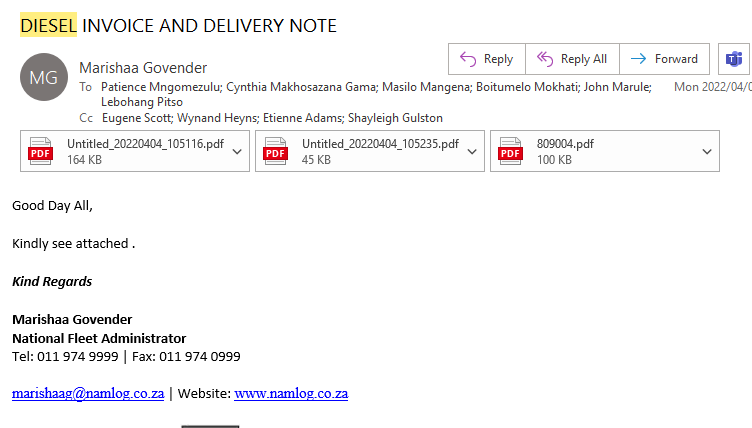 DIESEL INVOICE AND DELIVERY NOTE
Reply
Reply All
Forward
MG
Marishaa Govender
To Patience Mngomezulu; Cynthia Makhosazana Gama; Masilo Mangena; Boitumelo Mokhati; John Marule;
Lebohang Pitso
Mon 2022/04/0
Cc Eugene Scott; Wynand Heyns; Etienne Adams; Shayleigh Gulston
PDF
Untitled_20220404_105116.pdf
164 KB
PDF
Untitled_20220404_105235.pdf
45 KB
PDF
809004.pdf
100 KB
Good Day All,
Kindly see attached .
Kind Regards
Marishaa Govender
National Fleet Administrator
Tel: 011 974 9999 | Fax: 011 974 0999
marishaag@namlog.co.za | Website: www.namlog.co.za